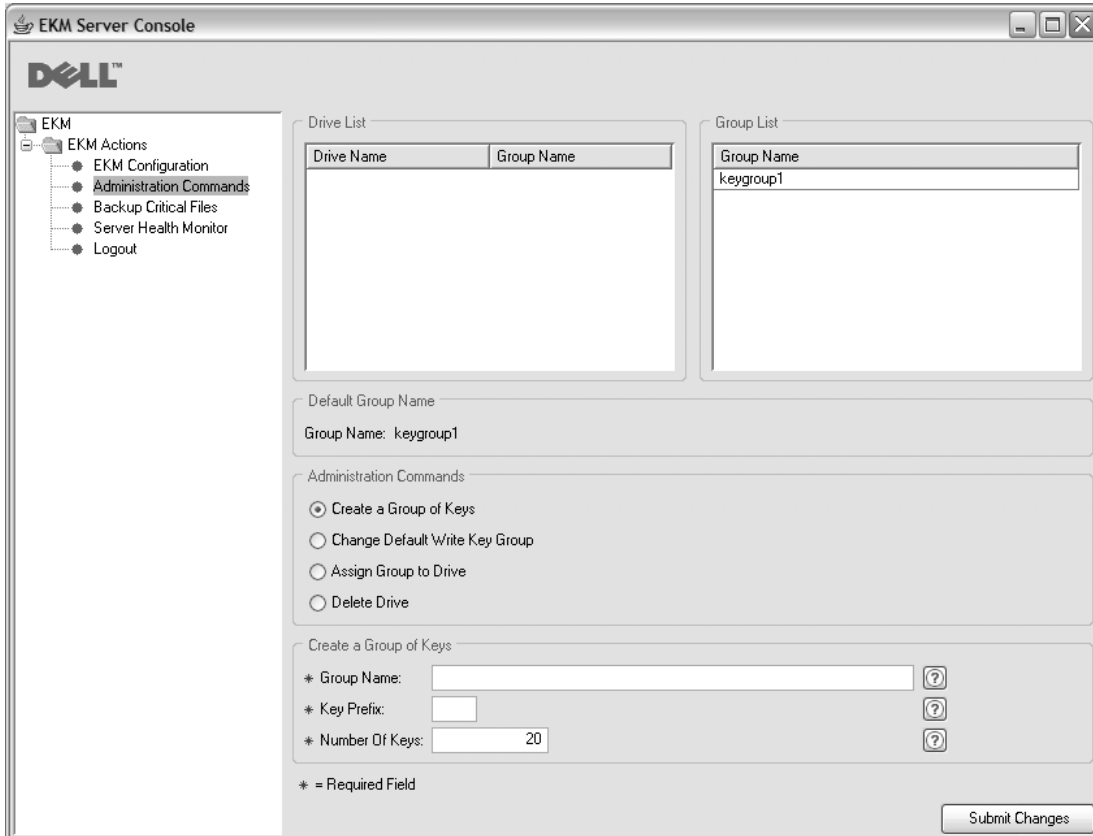 EKM Server Console
DELL™
EKM
EKM Actions
EKM Configuration
Administration Commands
Backup Critical Files
Server Health Monitor
Logout
Drive List
Drive Name Group Name
Group List
Group Name
keygroup1
Default Group Name
Group Name: keygroup1
Administration Commands
Create a Group of Keys
Change Default Write Key Group
Assign Group to Drive
Delete Drive
Create a Group of Keys
* Group Name: ?
* Key Prefix: ?
* Number Of Keys: 20 ?
* = Required Field
Submit Changes